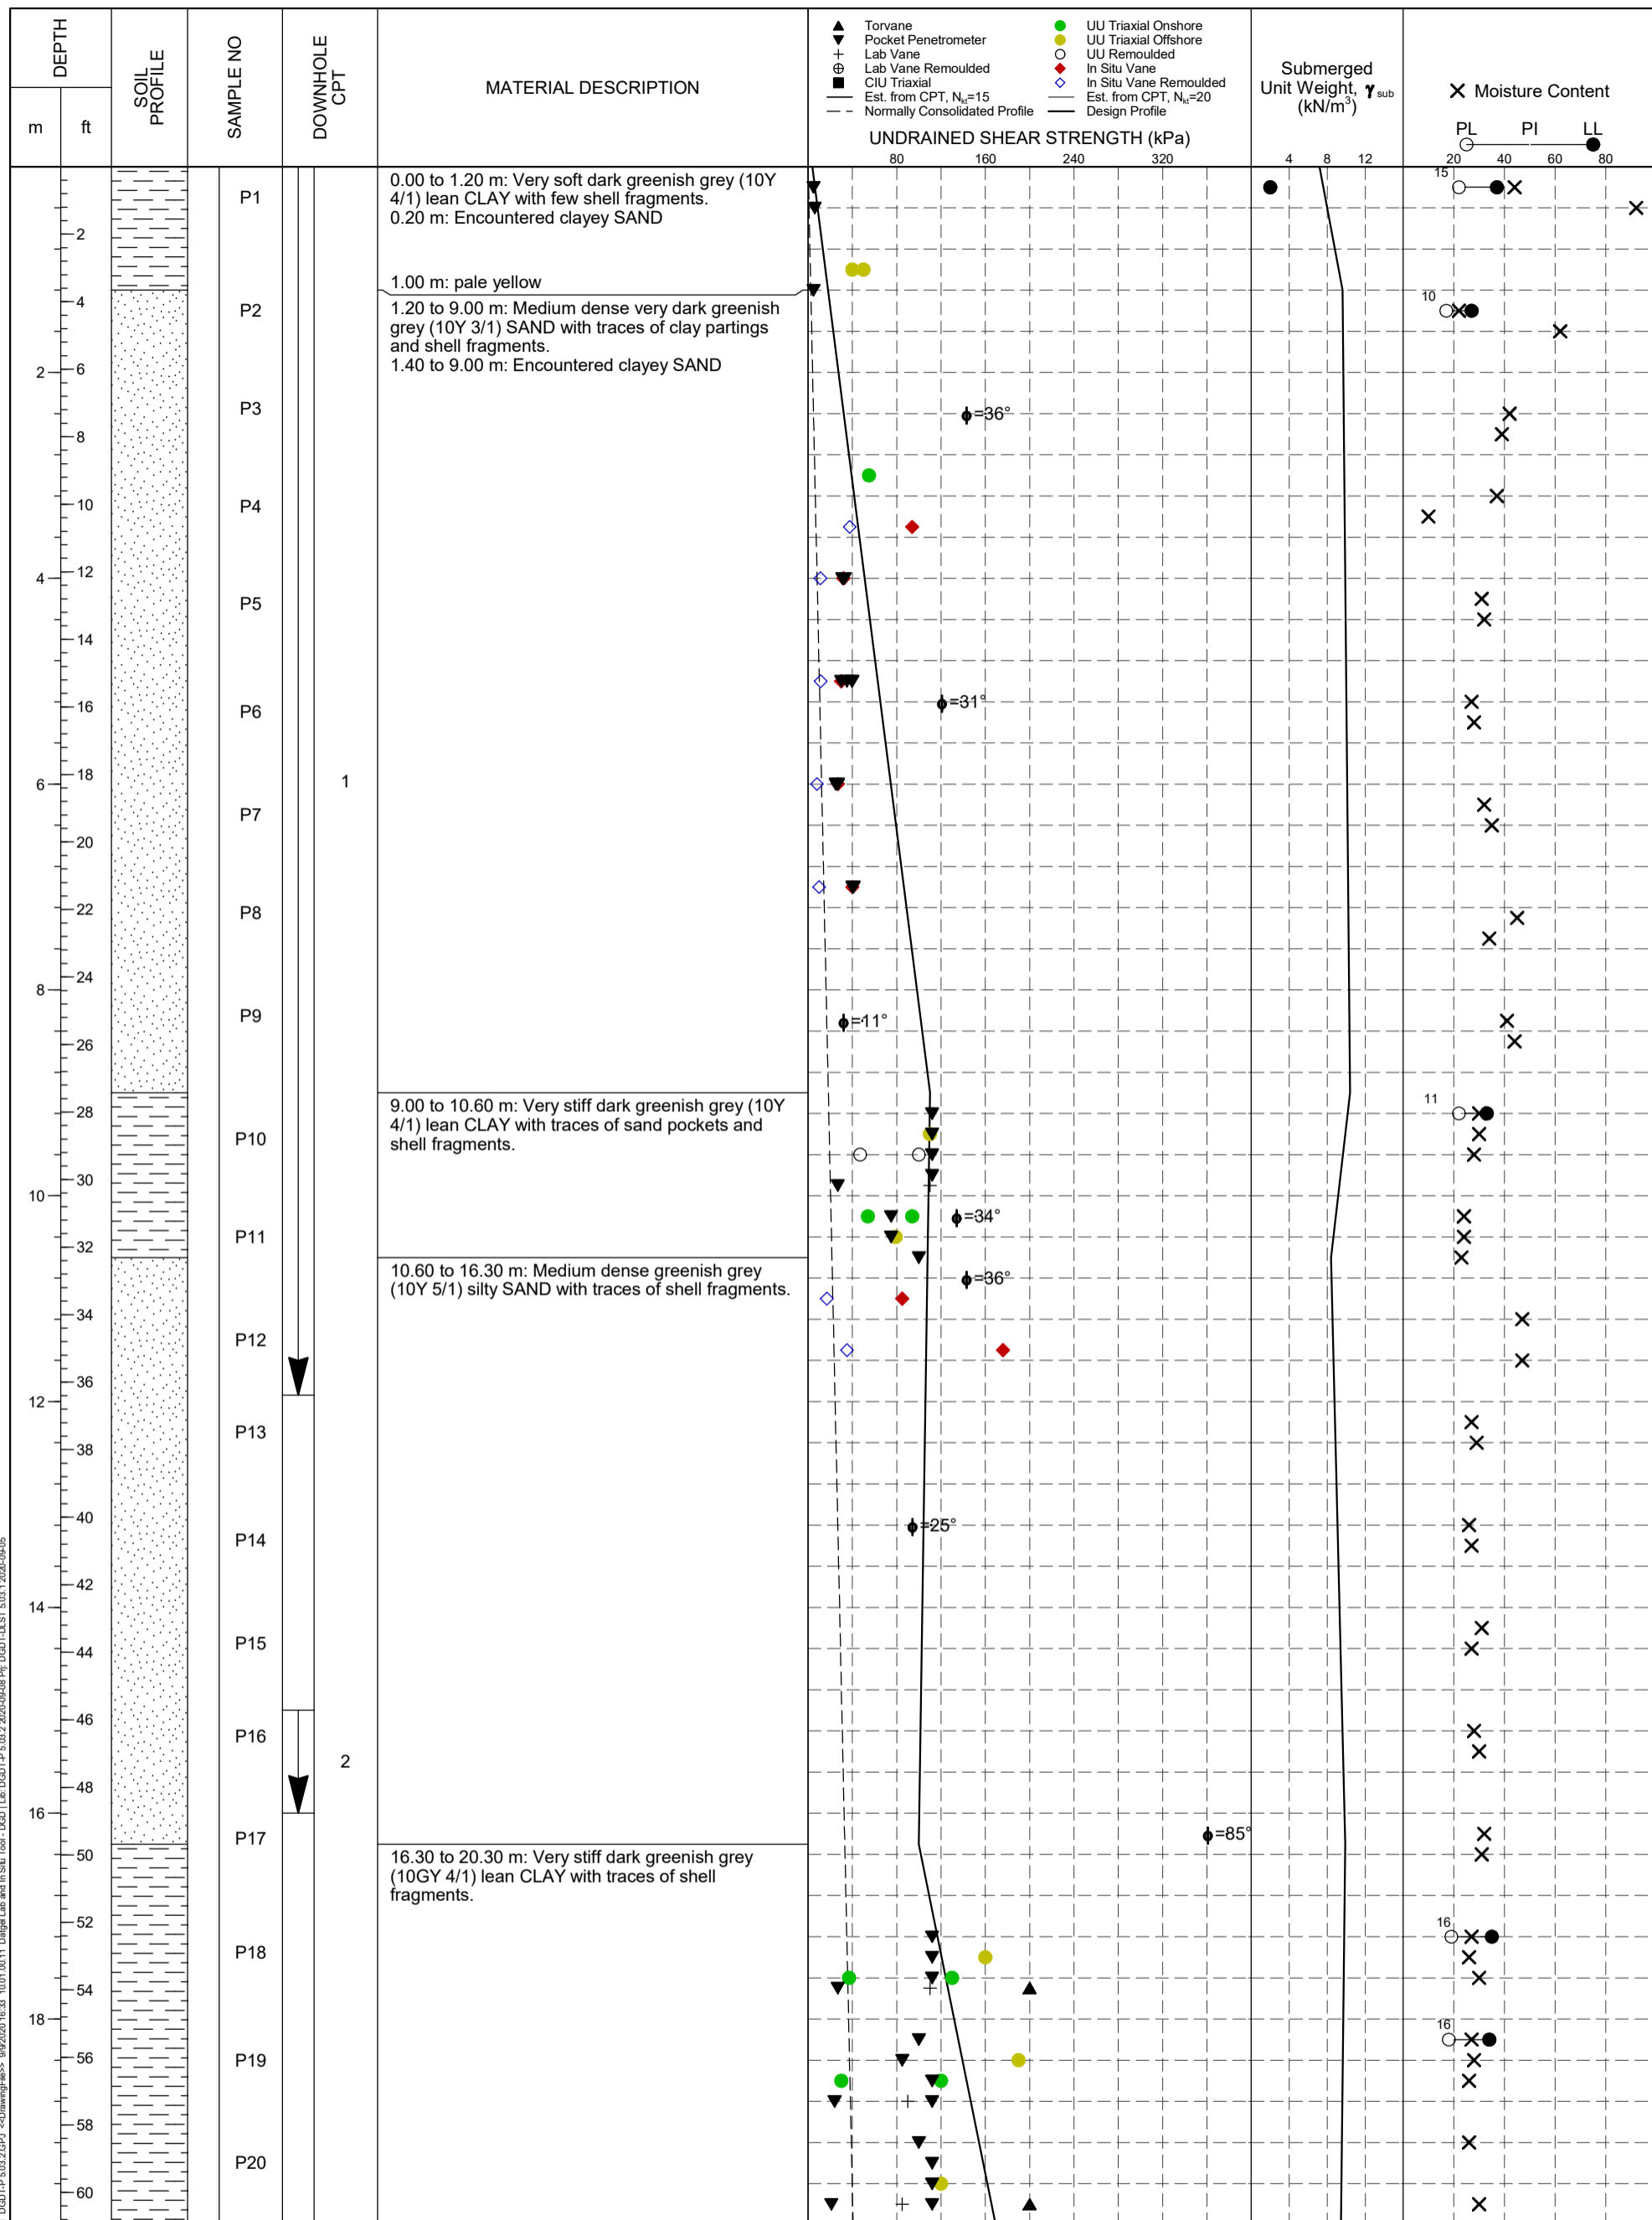 DEPTH
m
ft
SOIL
PROFILE
SAMPLE NO
DOWNHOLE
CPT
MATERIAL DESCRIPTION
Torvane
Pocket Penetrometer
Lab Vane
Lab Vane Remoulded
CIU Triaxial
Est. from CPT, Nkt=15
Normally Consolidated Profile
UU Triaxial Onshore
UU Triaxial Offshore
UU Remoulded
In Situ Vane
In Situ Vane Remoulded
Est. from CPT, Nkt=20
Design Profile
UNDRAINED SHEAR STRENGTH (kPa)
80 160 240 320
Submerged
Unit Weight, γ sub
(kN/m³)
4 8 12
Moisture Content
PL PI LL
20 40 60 80
0.00 to 1.20 m: Very soft dark greenish grey (10Y
4/1) lean CLAY with few shell fragments.
0.20 m: Encountered clayey SAND
1.00 m: pale yellow
1.20 to 9.00 m: Medium dense very dark greenish
grey (10Y 3/1) SAND with traces of clay partings
and shell fragments.
1.40 to 9.00 m: Encountered clayey SAND
9.00 to 10.60 m: Very stiff dark greenish grey (10Y
4/1) lean CLAY with traces of sand pockets and
shell fragments.
10.60 to 16.30 m: Medium dense greenish grey
(10Y 5/1) silty SAND with traces of shell fragments.
16.30 to 20.30 m: Very stiff dark greenish grey
(10GY 4/1) lean CLAY with traces of shell
fragments.
2
4
6
8
10
12
14
16
18
2
4
6
8
10
12
14
16
18
20
22
24
26
28
30
32
34
36
38
40
42
44
46
48
50
52
54
56
58
60
P1
P2
P3
P4
P5
P6
P7
P8
P9
P10
P11
P12
P13
P14
P15
P16
P17
P18
P19
P20
1
2
ϕ=36°
ϕ=31°
ϕ=11°
ϕ=34°
ϕ=36°
ϕ=25°
ϕ=85°
15
10
11
16
16